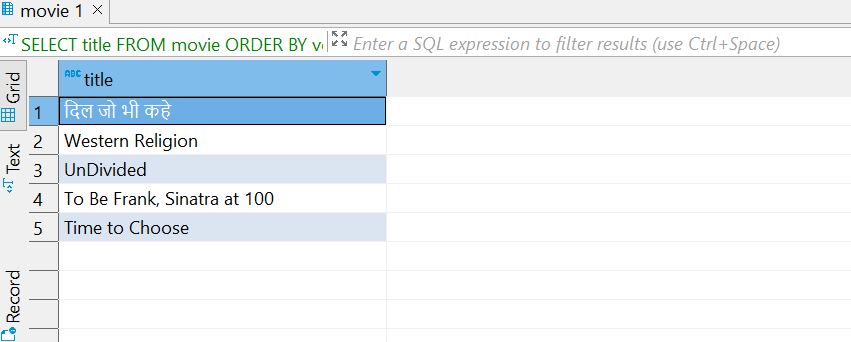 movie 1
SELECT title FROM movie ORDER BY Enter a SQL expression to filter results (use Ctrl+Space)
Grid
Text
Record
ABC title
1 दिल जो भी कहे
2 Western Religion
3 UnDivided
4 To Be Frank, Sinatra at 100
5 Time to Choose